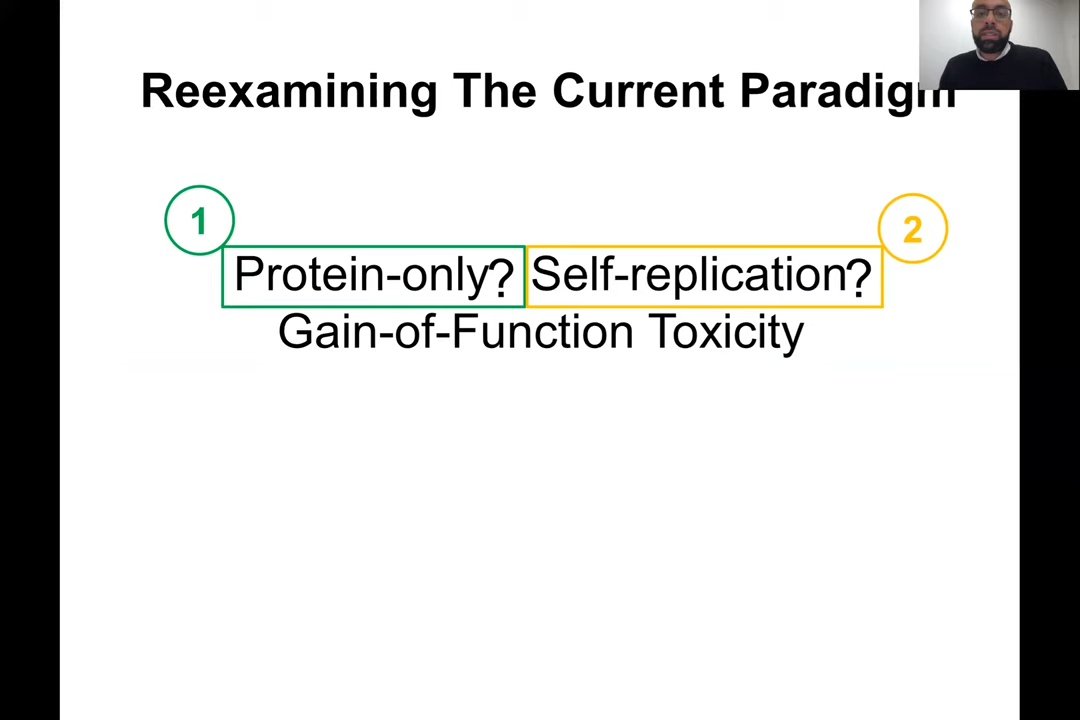 Reexamining The Current Paradigm
1
2
Protein-only? Self-replication?
Gain-of-Function Toxicity